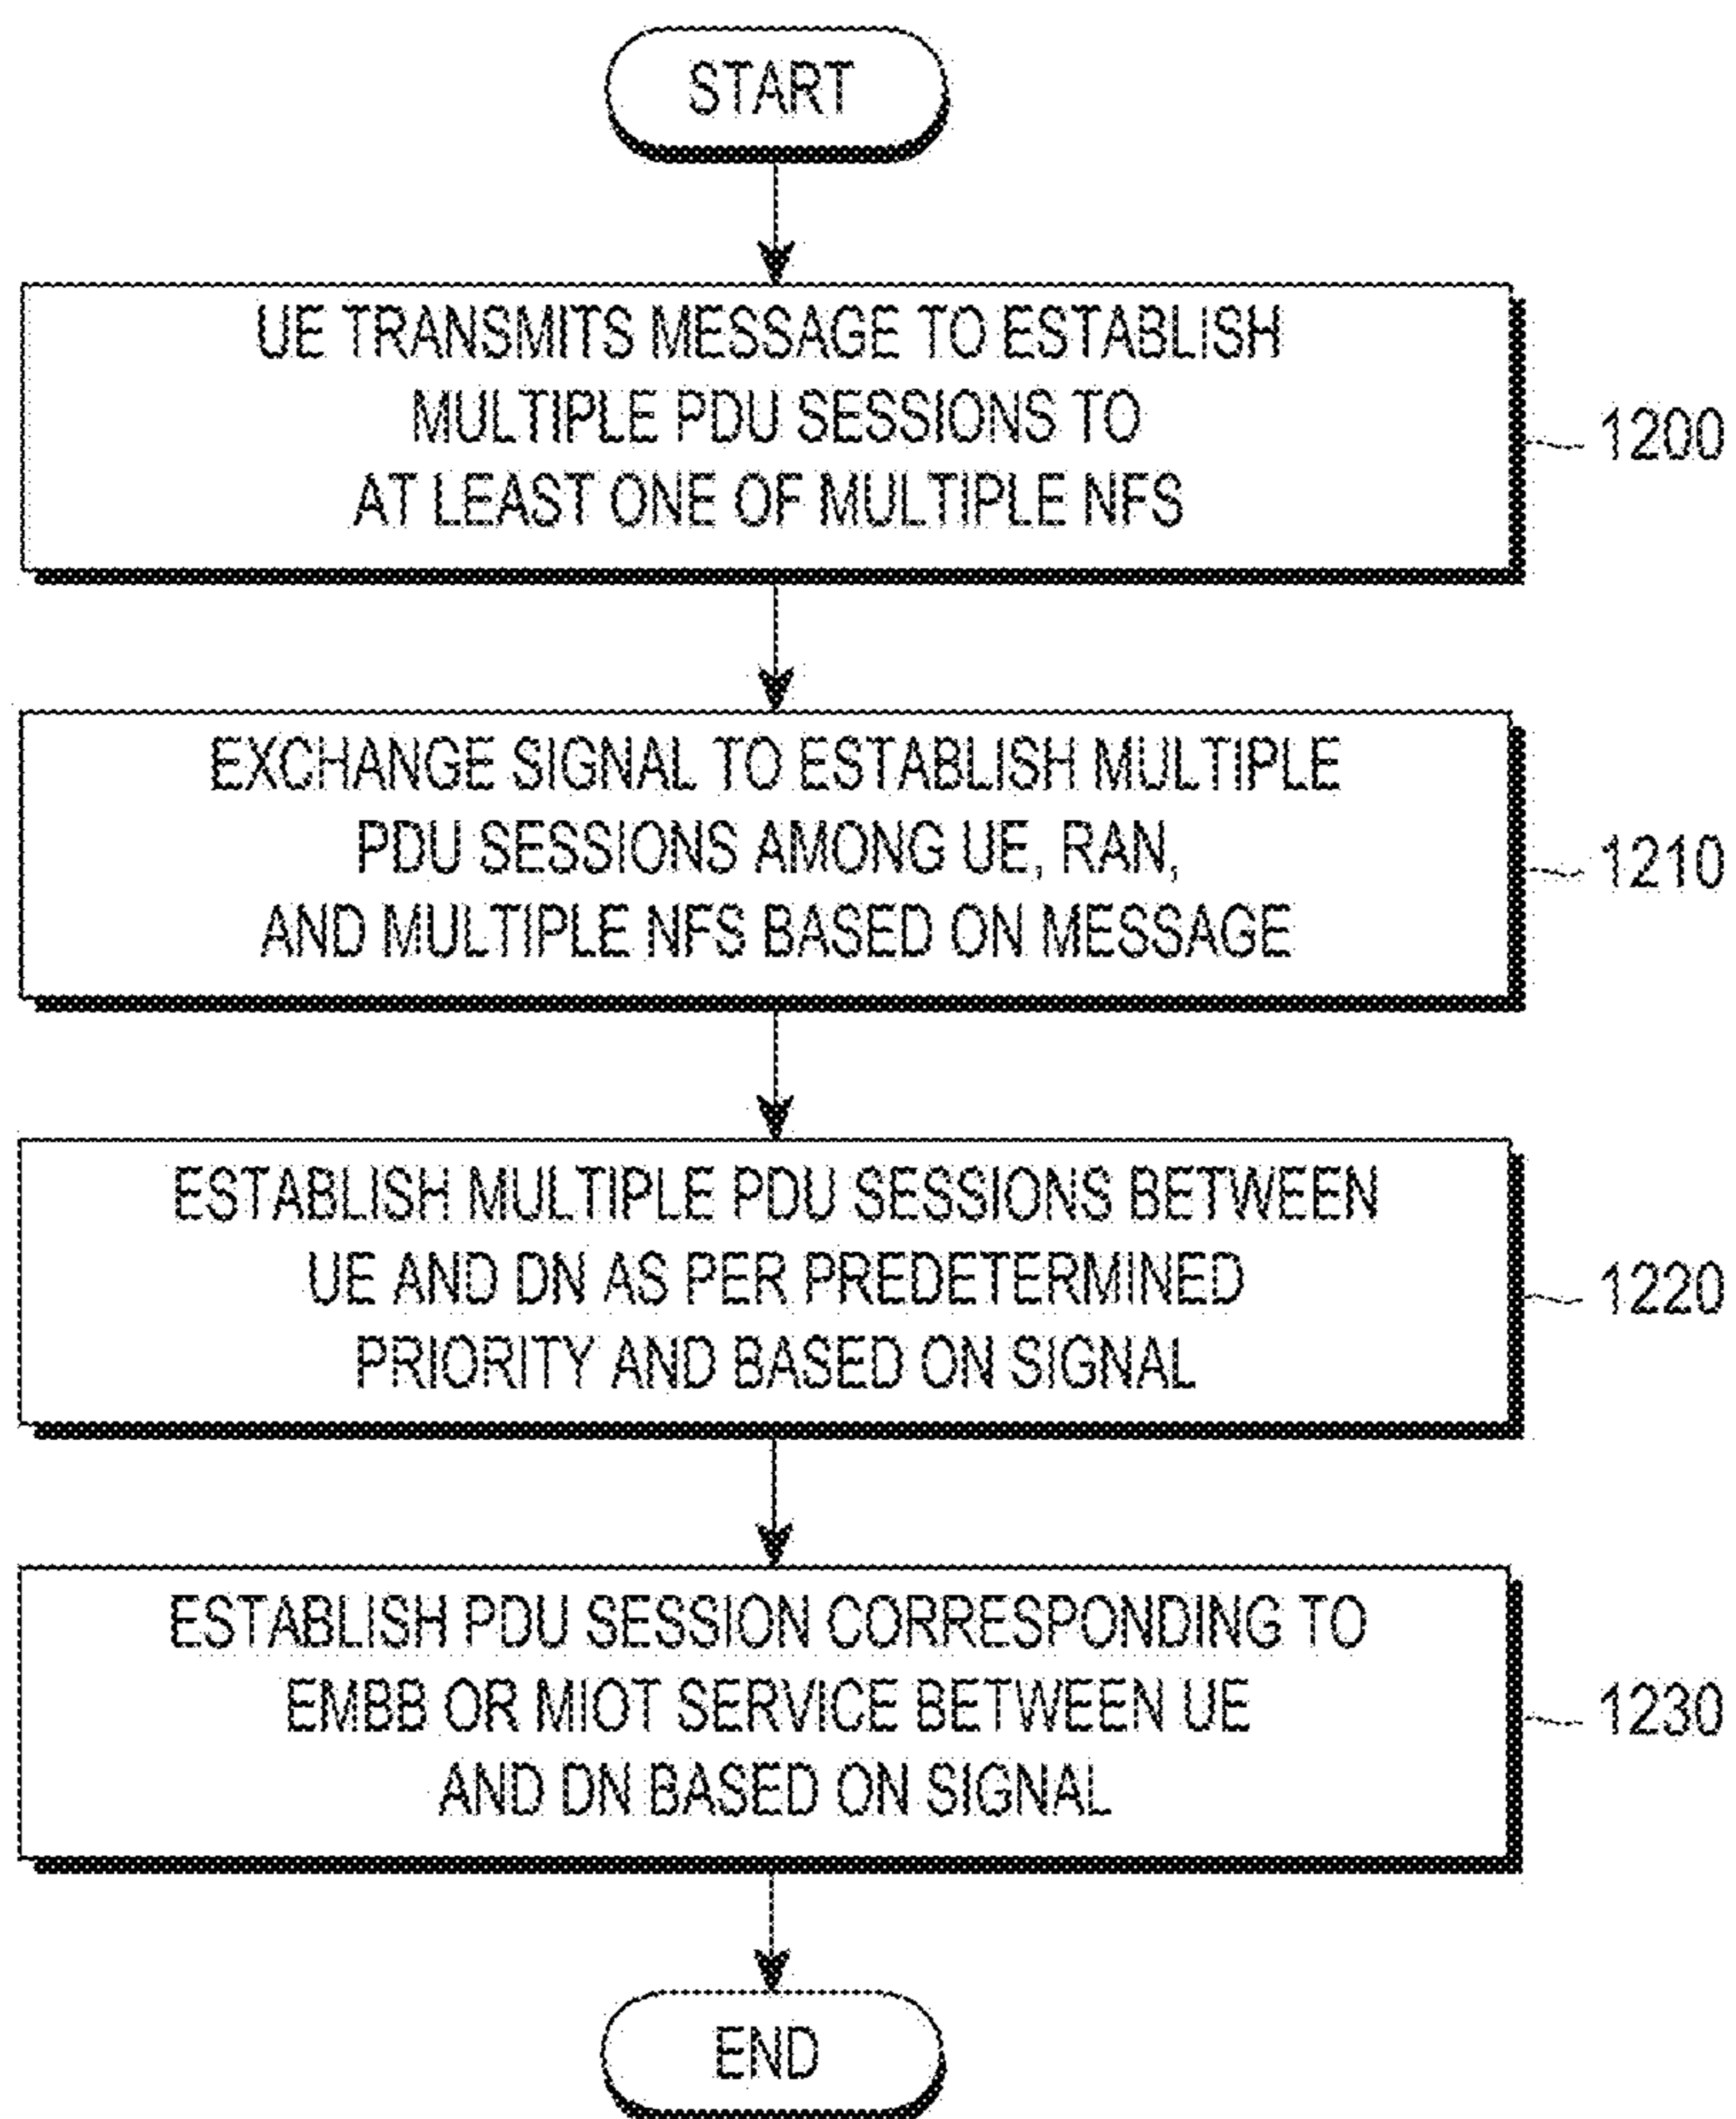 START
UE TRANSMITS MESSAGE TO ESTABLISH
MULTIPLE PDU SESSIONS TO
AT LEAST ONE OF MULTIPLE NFS
1200
EXCHANGE SIGNAL TO ESTABLISH MULTIPLE
PDU SESSIONS AMONG UE, RAN,
AND MULTIPLE NFS BASED ON MESSAGE
1210
ESTABLISH MULTIPLE PDU SESSIONS BETWEEN
UE AND DN AS PER PREDETERMINED
PRIORITY AND BASED ON SIGNAL
1220
ESTABLISH PDU SESSION CORRESPONDING TO
EMBB OR MIOT SERVICE BETWEEN UE
AND DN BASED ON SIGNAL
1230
END